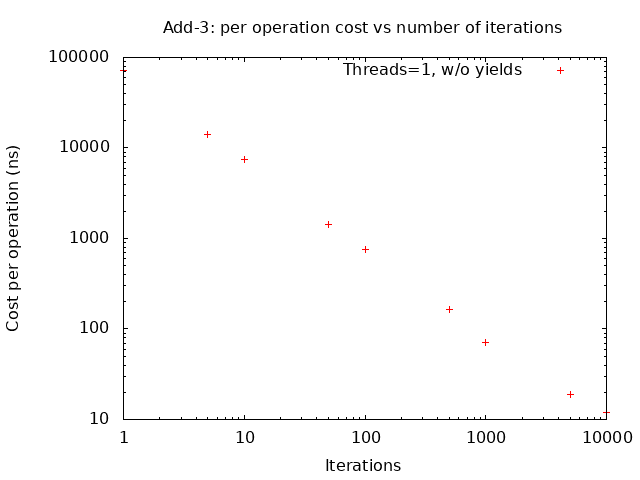 Add-3: per operation cost vs number of iterations
100000
Threads=1, w/o yields
10000
1000
100
10
Cost per operation (ns)
1 10 100 1000 10000
Iterations